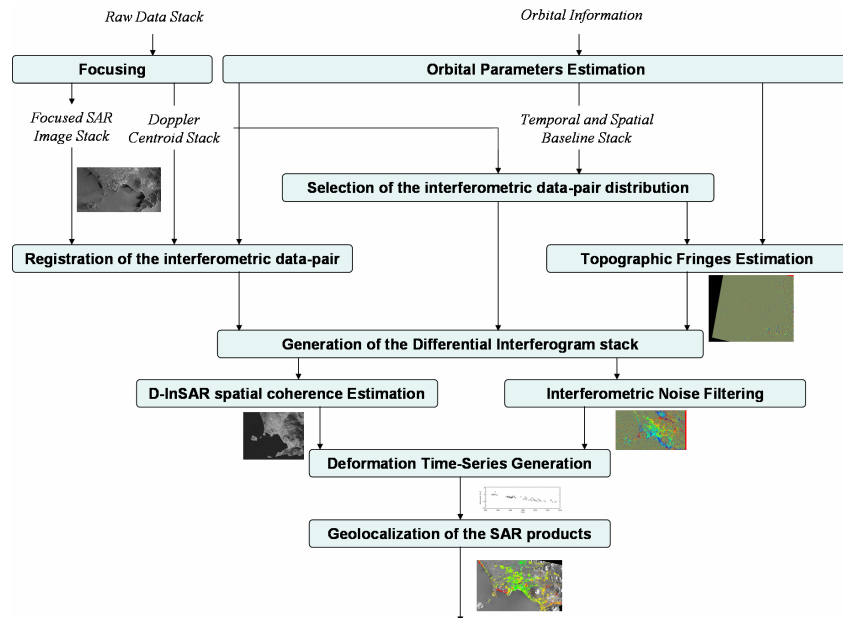 Raw Data Stack
Orbital Information
Focusing
Orbital Parameters Estimation
Focused SAR
Image Stack
Doppler
Centroid Stack
Temporal and Spatial
Baseline Stack
Selection of the interferometric data-pair distribution
Registration of the interferometric data-pair
Topographic Fringes Estimation
Generation of the Differential Interferogram stack
D-InSAR spatial coherence Estimation
Interferometric Noise Filtering
Deformation Time-Series Generation
Geolocalization of the SAR products